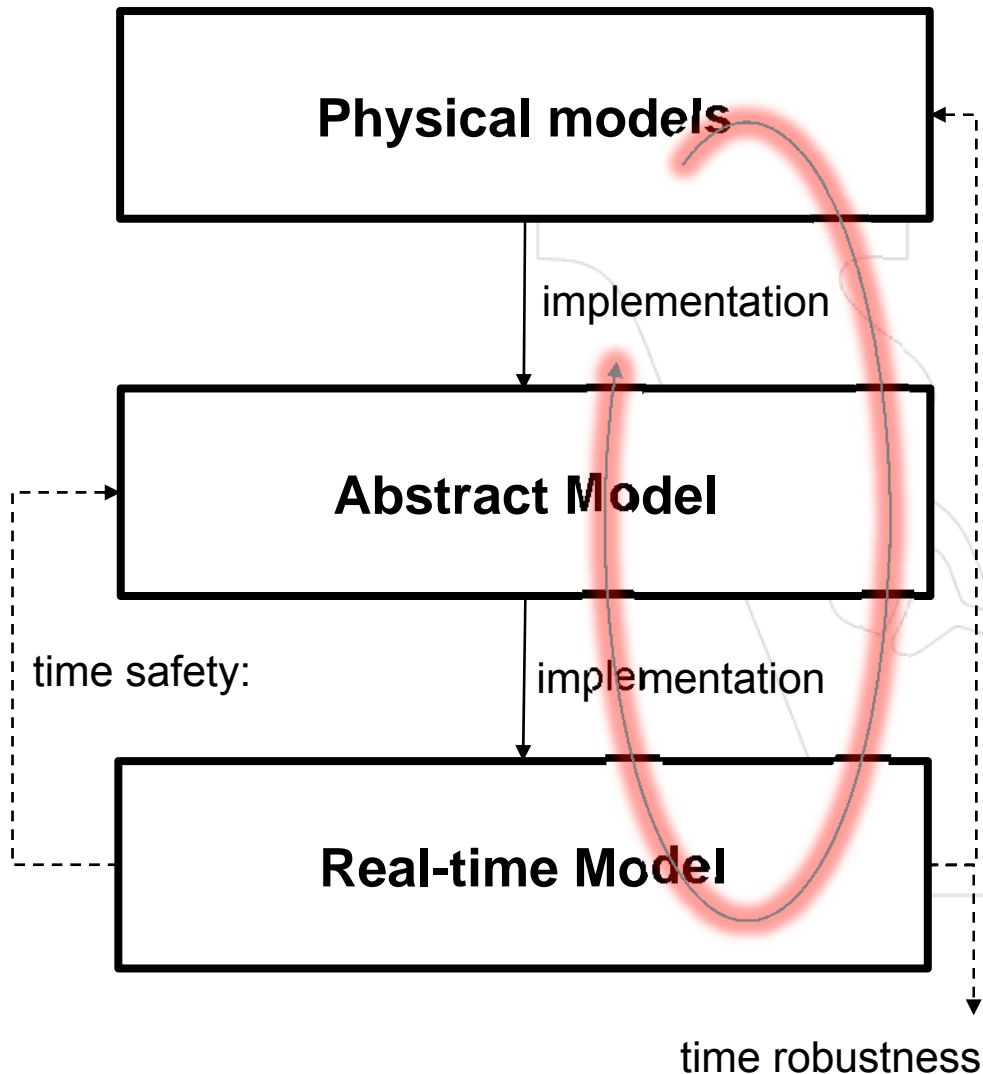 Physical models
implementation
Abstract Model
time safety:
implementation
Real-time Model
time robustness